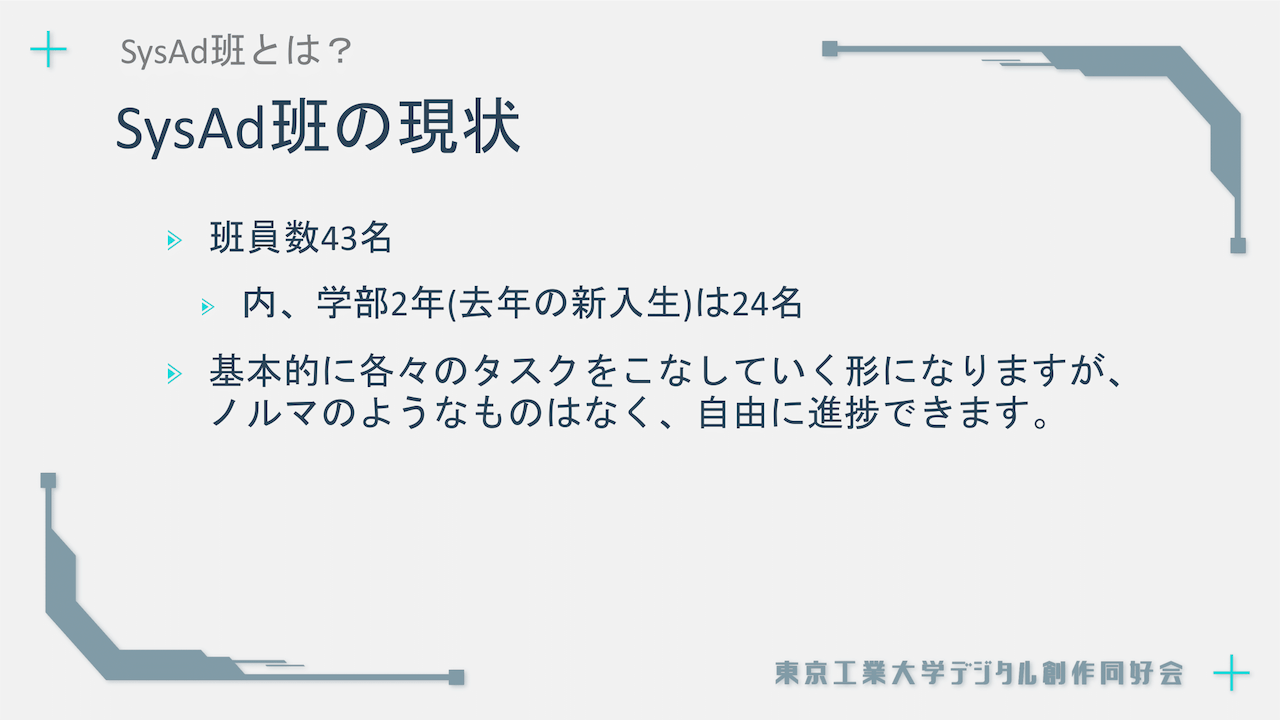 SysAd班とは？
SysAd班の現状
班員数43名
内、学部2年(去年の新入生)は24名
基本的に各々のタスクをこなしていく形になりますが、
ノルマのようなものはなく、自由に進捗できます。
東京工業大学デジタル創作同好会